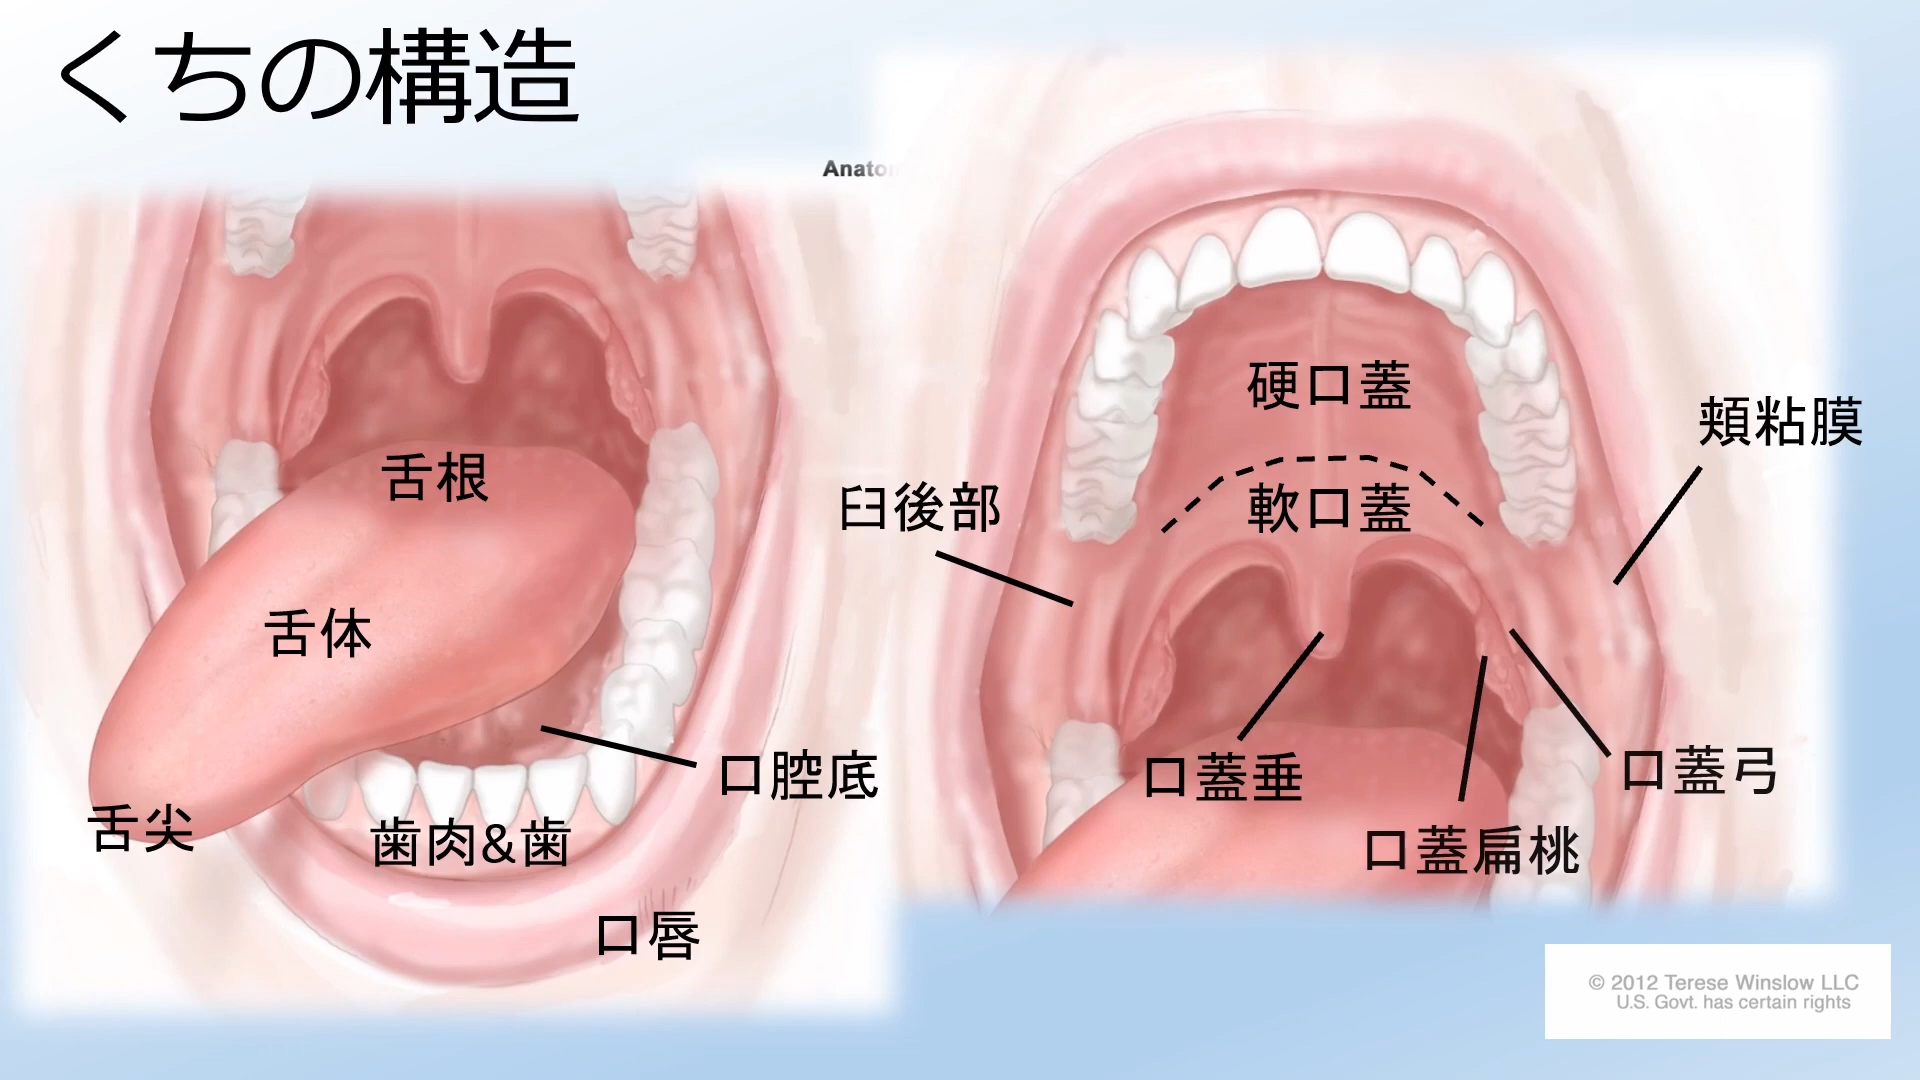 くちの構造
Anato
舌根
舌体
舌尖
口腔底
歯肉&歯
口唇
硬口蓋
軟口蓋
頬粘膜
臼後部
口蓋垂
口蓋弓
口蓋扁桃
© 2012 Terese Winslow LLC
U.S. Govt. has certain rights